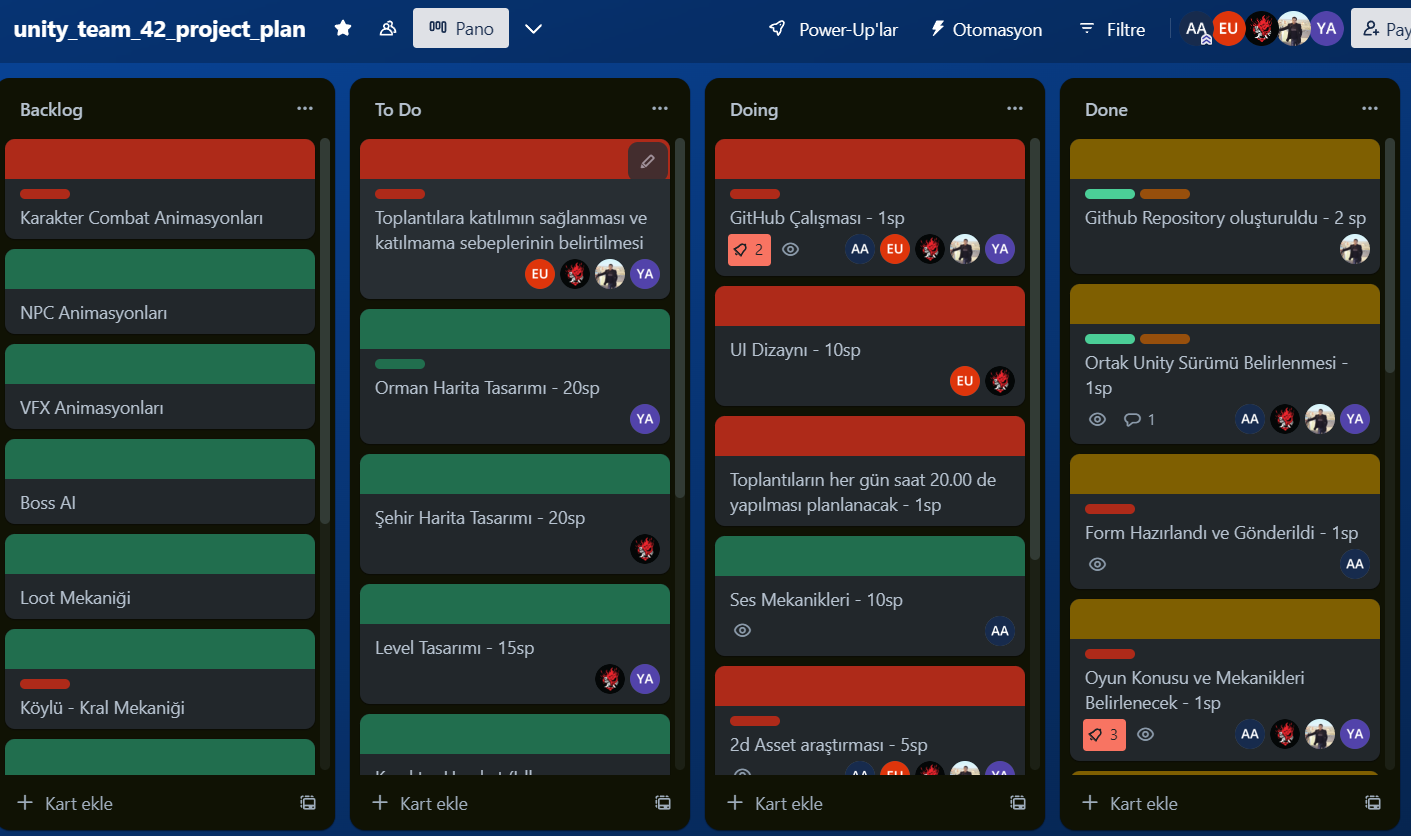 unity_team_42_project_plan
Pano
Power-Up'lar
Otomasyon
Filtre
AA
EU
YA
Backlog
Karakter Combat Animasyonları
NPC Animasyonları
VFX Animasyonları
Boss AI
Loot Mekaniği
Köylü - Kral Mekaniği
Kart ekle
To Do
Toplantılara katılımın sağlanması ve
katılmama sebeplerinin belirtilmesi
EU
YA
Orman Harita Tasarımı - 20sp
YA
Şehir Harita Tasarımı - 20sp
Level Tasarımı - 15sp
YA
Kart ekle
Doing
GitHub Çalışması - 1sp
2
AA
EU
YA
UI Dizaynı - 10sp
EU
Toplantıların her gün saat 20.00 de
yapılması planlanacak - 1sp
Ses Mekanikleri - 10sp
AA
2d Asset araştırması - 5sp
AA
EU
YA
Kart ekle
Done
Github Repository oluşturuldu - 2 sp
Ortak Unity Sürümü Belirlenmesi -
1sp
1
AA
YA
Form Hazırlandı ve Gönderildi - 1sp
AA
Oyun Konusu ve Mekanikleri
Belirlenecek - 1sp
3
AA
YA
Kart ekle